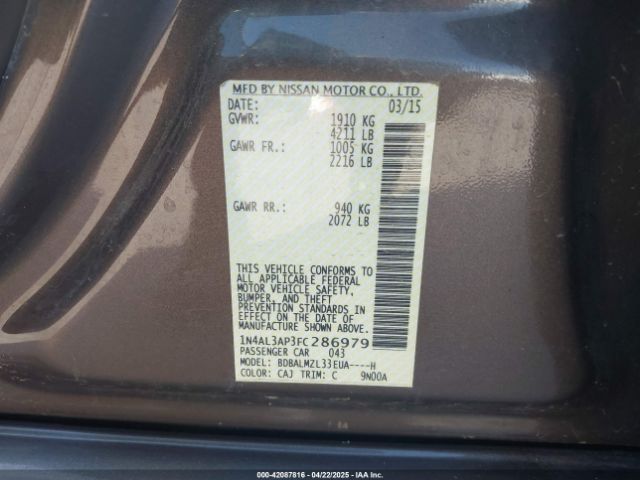 MFD BY NISSAN MOTOR CO., LTD.
DATE: 03/15
GVWR: 1910 KG
4211 LB
GAWR FR.: 1005 KG
2216 LB
GAWR RR.: 940 KG
2072 LB
THIS VEHICLE CONFORMS TO
ALL APPLICABLE FEDERAL
MOTOR VEHICLE SAFETY,
BUMPER, AND THEFT
PREVENTION STANDARDS IN
EFFECT ON THE DATE OF
MANUFACTURE SHOWN ABOVE.
1N4AL3AP3FC286979
PASSENGER CAR 043
MODEL: BDBALMZL33EUA----H
COLOR: CAJ TRIM: C 9N00A
000-42087816 - 04/22/2025 - IAAI Inc.